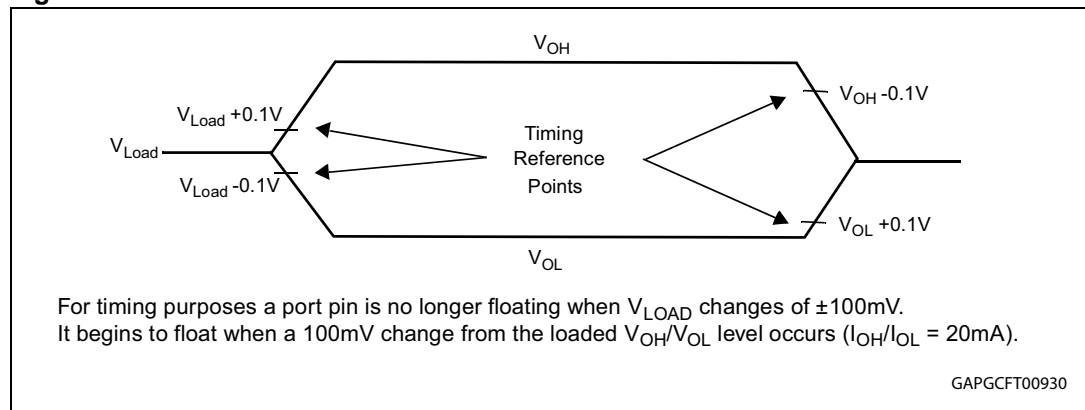 V_OH
V_Load +0.1V
V_OH -0.1V
Timing
V_Load
Reference
V_Load -0.1V
Points
V_OL +0.1V
V_OL
For timing purposes a port pin is no longer floating when V_LOAD changes of ±100mV.
It begins to float when a 100mV change from the loaded V_OH/V_OL level occurs (I_OH/I_OL = 20mA).
GAPGCFT00930